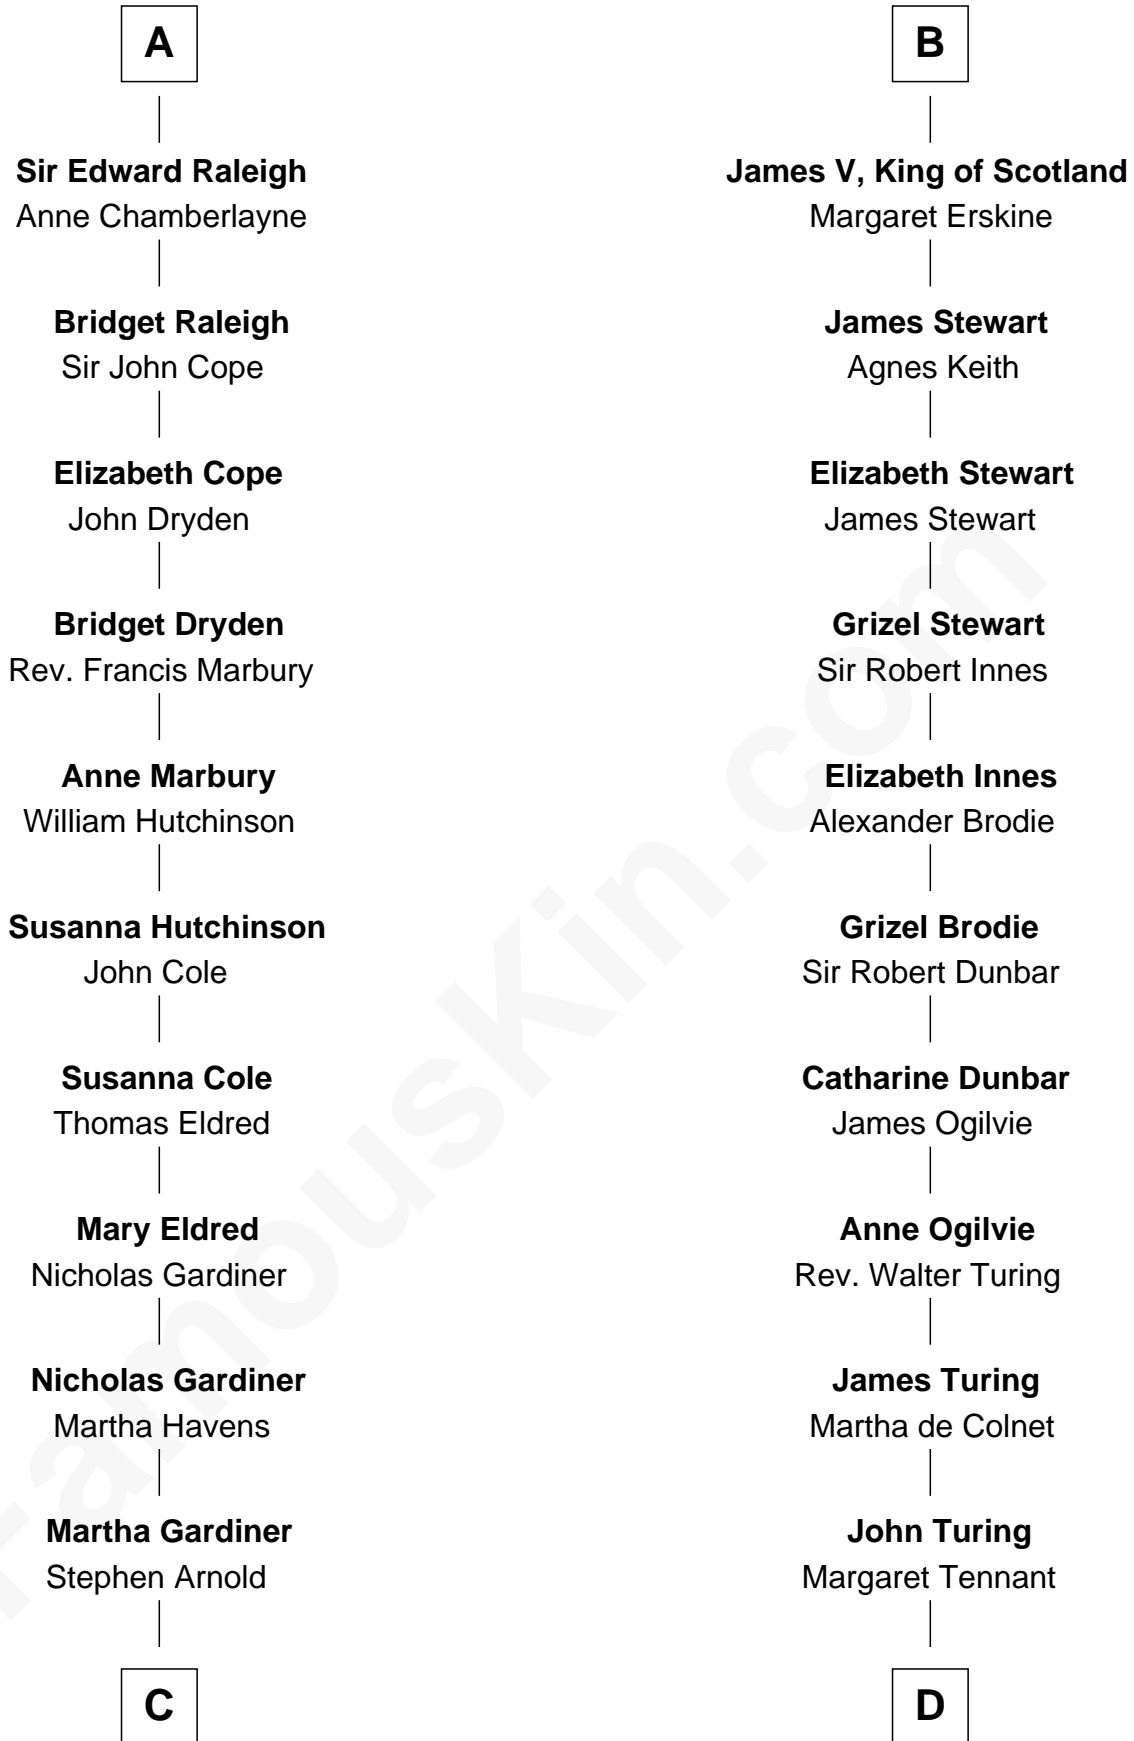 A
Sir Edward Raleigh
Anne Chamberlayne
Bridget Raleigh
Sir John Cope
Elizabeth Cope
John Dryden
Bridget Dryden
Rev. Francis Marbury
Anne Marbury
William Hutchinson
Susanna Hutchinson
John Cole
Susanna Cole
Thomas Eldred
Mary Eldred
Nicholas Gardiner
Nicholas Gardiner
Martha Havens
Martha Gardiner
Stephen Arnold
C
B
James V, King of Scotland
Margaret Erskine
James Stewart
Agnes Keith
Elizabeth Stewart
James Stewart
Grizel Stewart
Sir Robert Innes
Elizabeth Innes
Alexander Brodie
Grizel Brodie
Sir Robert Dunbar
Catharine Dunbar
James Ogilvie
Anne Ogilvie
Rev. Walter Turing
James Turing
Martha de Colnet
John Turing
Margaret Tennant
D
FamousKin.com